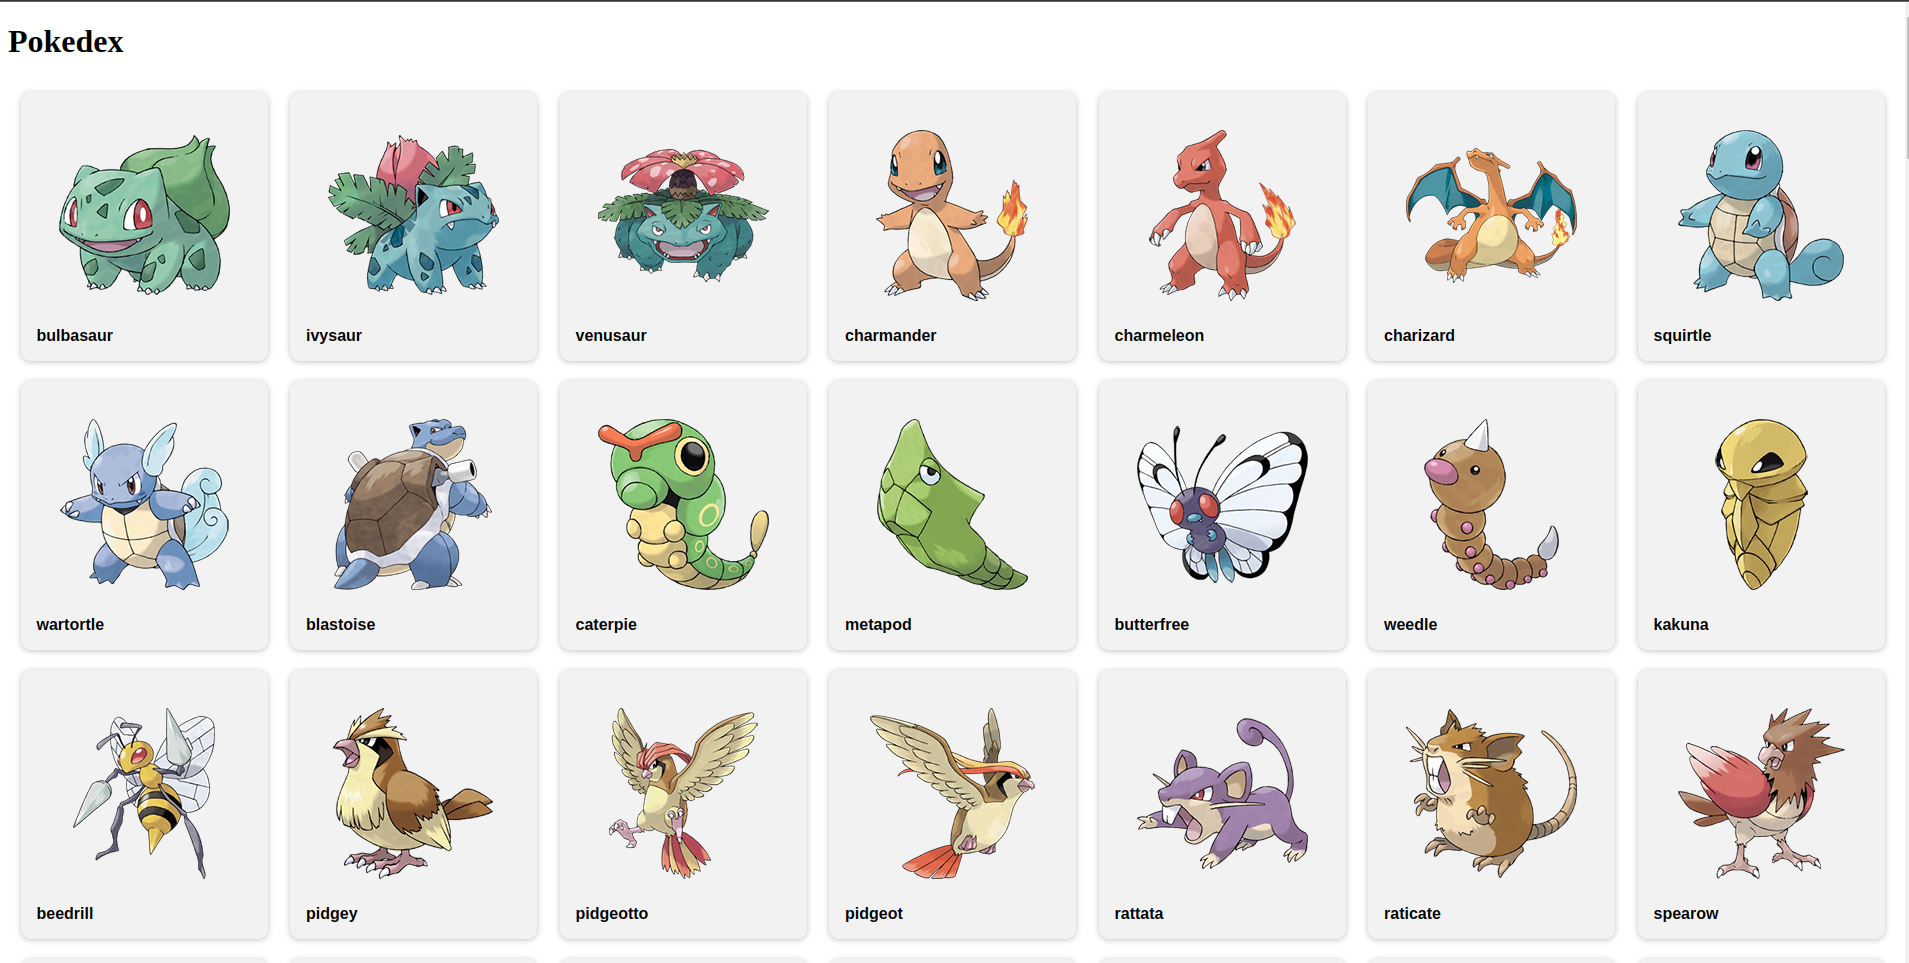 Pokedex
bulbasaur ivysaur venusaur charmander charmeleon charizard squirtle
wartortle blastoise caterpie metapod butterfree weedle kakuna
beedrill pidgey pidgeotto pidgeot rattata raticate spearow